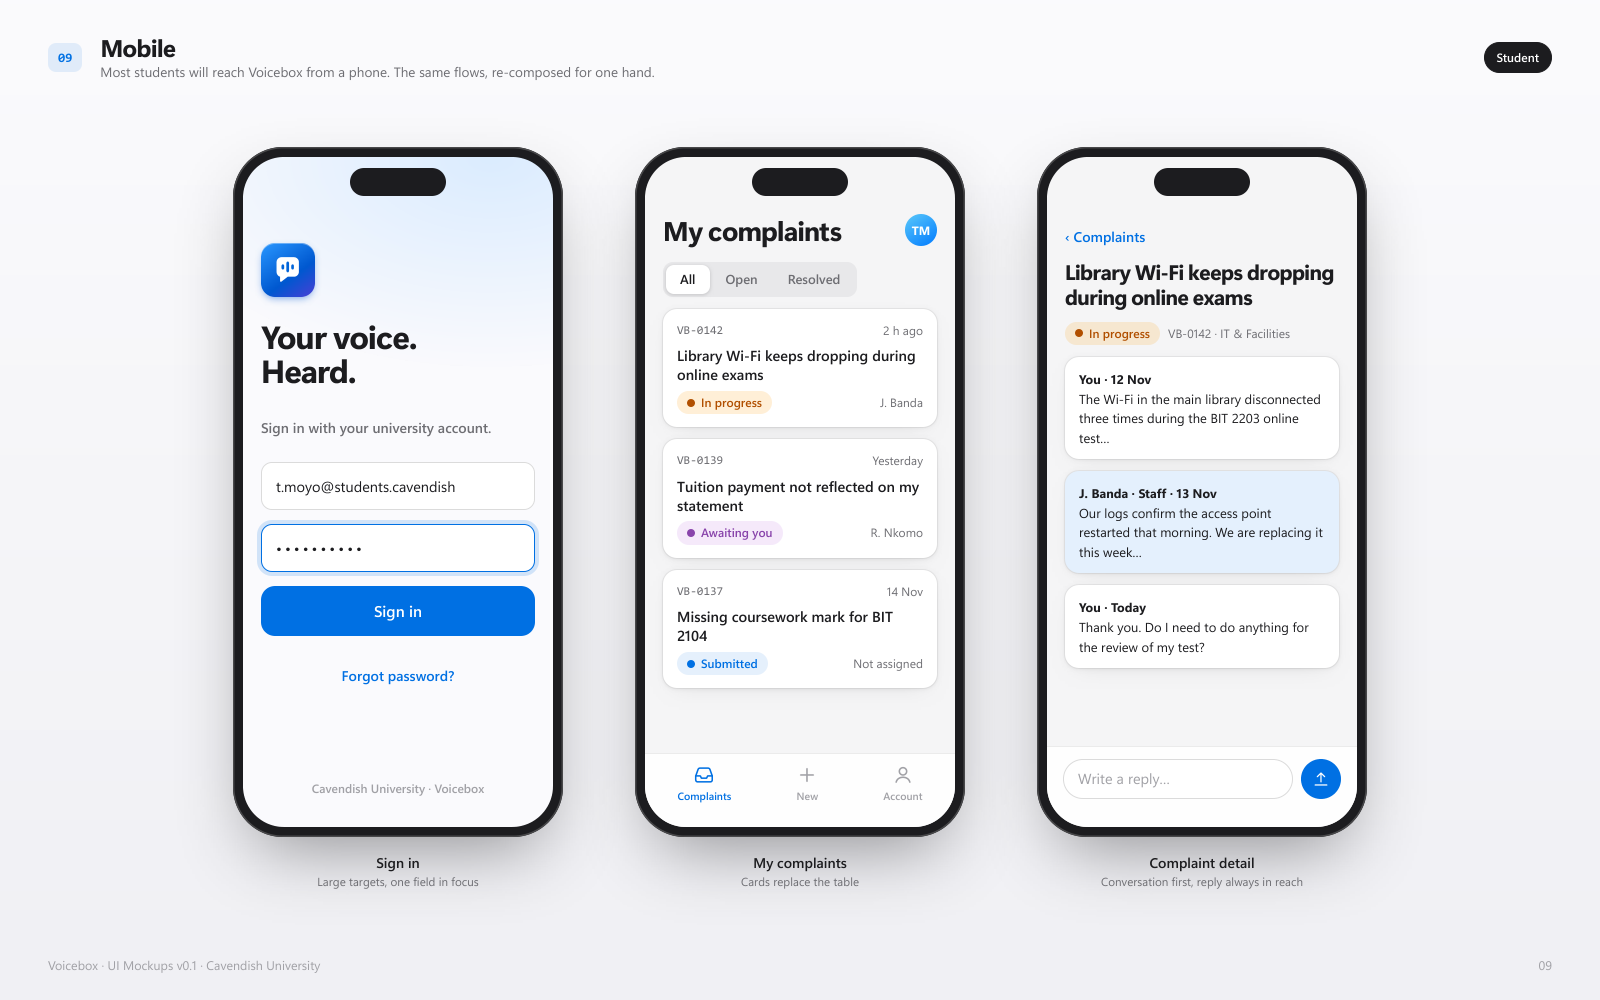 09
Mobile
Most students will reach Voicebox from a phone. The same flows, re-composed for one hand.
Student
Your voice.
Heard.
Sign in with your university account.
t.moyo@students.cavendish
••••••••••
Sign in
Forgot password?
Cavendish University · Voicebox
Sign in
Large targets, one field in focus
My complaints
TM
All
Open
Resolved
VB-0142
2 h ago
Library Wi-Fi keeps dropping during
online exams
In progress
J. Banda
VB-0139
Yesterday
Tuition payment not reflected on my
statement
Awaiting you
R. Nkomo
VB-0137
14 Nov
Missing coursework mark for BIT
2104
Submitted
Not assigned
Complaints
New
Account
My complaints
Cards replace the table
‹ Complaints
Library Wi-Fi keeps dropping
during online exams
In progress
VB-0142 · IT & Facilities
You · 12 Nov
The Wi-Fi in the main library disconnected
three times during the BIT 2203 online
test…
J. Banda · Staff · 13 Nov
Our logs confirm the access point
restarted that morning. We are replacing it
this week…
You · Today
Thank you. Do I need to do anything for
the review of my test?
Write a reply…
Complaint detail
Conversation first, reply always in reach
Voicebox · UI Mockups v0.1 · Cavendish University
09